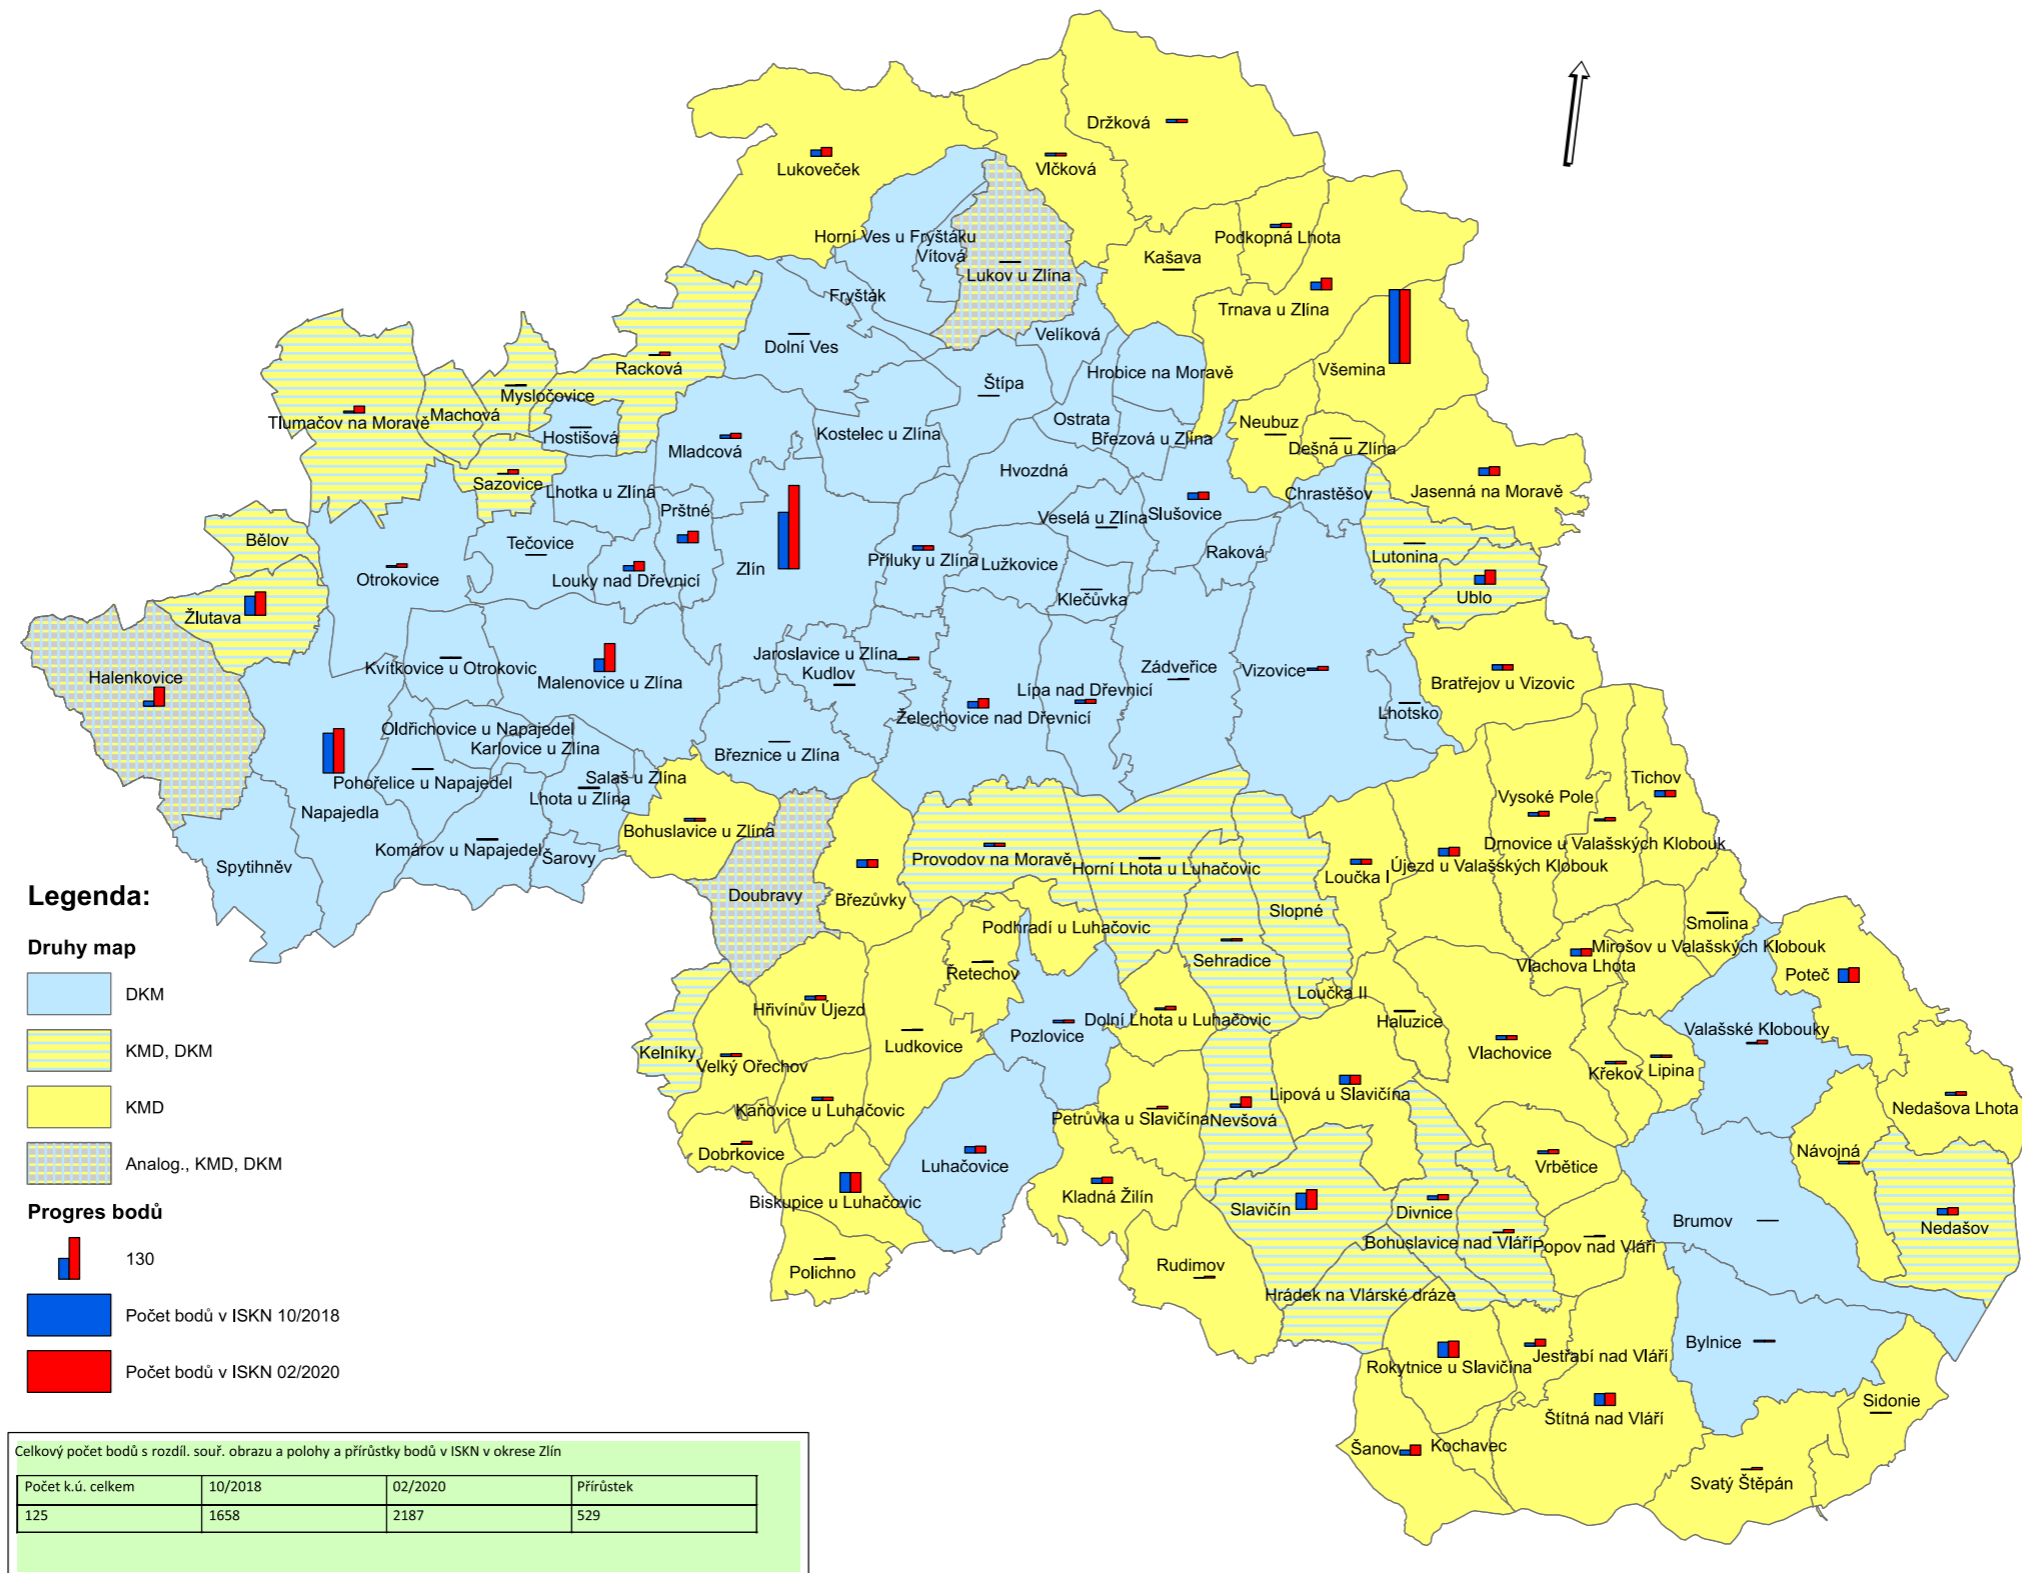 Držková
Vlčková
Lukoveček
Horní Ves u Fryštáku
Vítová
Lukov u Zlína
Kašava
Podkopná Lhota
Fryšták
Trnava u Zlína
Velíková
Dolní Ves
Racková
Všemina
Hrobice na Moravě
Štípa
Mysločovice
Machová
Tlumačov na Moravě
Hostišová
Ostrata
Neubuz
Kostelec u Zlína
Březová u Zlína
Dešná u Zlína
Mladcová
Hvozdná
Sazovice
Lhotka u Zlína
Chrastěšov
Jasenná na Moravě
Prštné
Veselá u Zlína
Slušovice
Bělov
Tečovice
Raková
Lutonina
Otrokovice
Louky nad Dřevnicí
Zlín
Příluky u Zlína
Lužkovice
Klečůvka
Ublo
Žlutava
Jaroslavice u Zlína
Kudlov
Zádveřice
Vizovice
Halenkovice
Kvítkovice u Otrokovic
Malenovice u Zlína
Lípa nad Dřevnicí
Bratřejov u Vizovic
Želechovice nad Dřevnicí
Lhotsko
Oldřichovice u Napajedel
Karlovice u Zlína
Březnice u Zlína
Salaš u Zlína
Pohořelice u Napajedel
Lhota u Zlína
Tichov
Vysoké Pole
Napajedla
Bohuslavice u Zlína
Drnovice u Valašských Klobouk
Komárov u Napajedel
Šarovy
Provodov na Moravě
Horní Lhota u Luhačovic
Loučka I
Újezd u Valašských Klobouk
Spytihněv
Doubravy
Březůvky
Slopné
Smolina
Podhradí u Luhačovic
Mirošov u Valašských Klobouk
Sehradice
Vlachova Lhota
Poteč
Řetechov
Loučka II
Hřivínův Újezd
Dolní Lhota u Luhačovic
Haluzice
Pozlovice
Valašské Klobouky
Ludkovice
Kelníky
Velký Ořechov
Vlachovice
Křekov
Lipina
Lipová u Slavičína
Kaňovice u Luhačovic
Petrůvka u Slavičína
Nevšová
Nedašova Lhota
Dobrkovice
Luhačovice
Návojná
Vrbětice
Biskupice u Luhačovic
Kladná Žilín
Slavičín
Divnice
Brumov
Nedašov
Bohuslavice nad Vláří
Popov nad Vláří
Polichno
Rudimov
Hrádek na Vlárské dráze
Bylnice
Jestřabí nad Vláří
Rokytnice u Slavičína
Sidonie
Štítná nad Vláří
Šanov
Kochavec
Svatý Štěpán
Legenda:
Druhy map
DKM
KMD, DKM
KMD
Analog., KMD, DKM
Progres bodů
130
Počet bodů v ISKN 10/2018
Počet bodů v ISKN 02/2020
Celkový počet bodů s rozdíl. souř. obrazu a polohy a přírůstky bodů v ISKN v okrese Zlín
Počet k.ú. celkem 10/2018 02/2020 Přírůstek
125 1658 2187 529